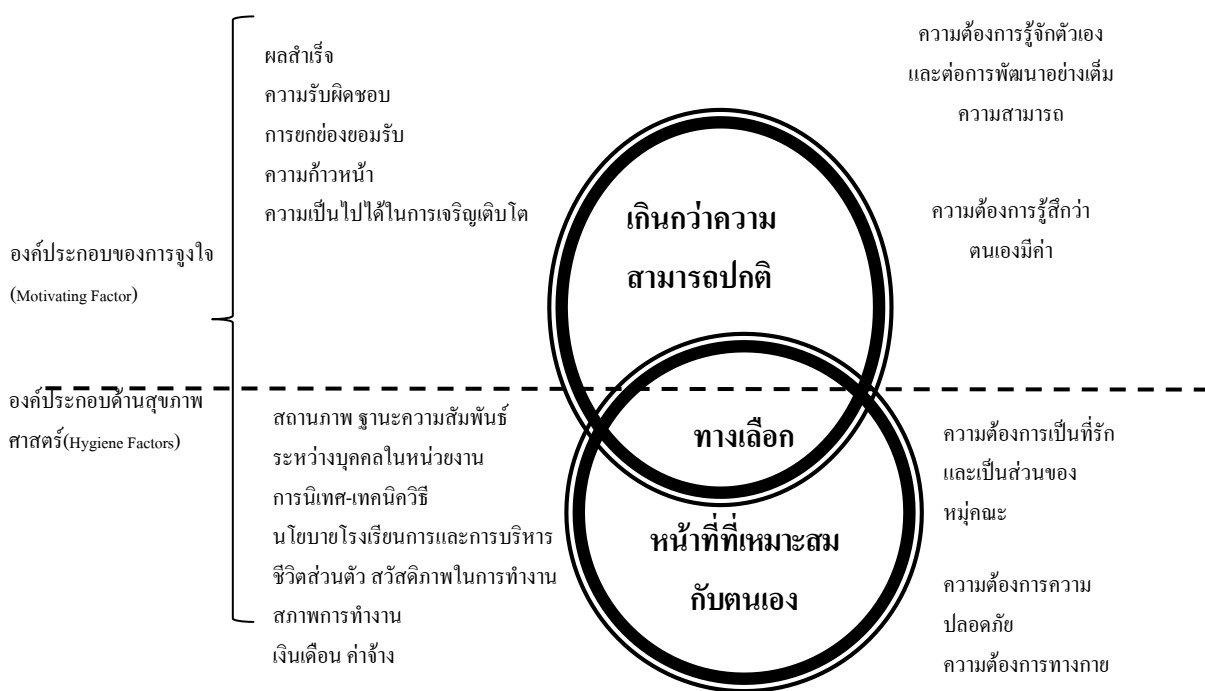 ผลสำเร็จ
ความรับผิดชอบ
การยกย่องยอมรับ
ความก้าวหน้า
ความเป็นไปได้ในการเจริญเติบโต
องค์ประกอบของการจูงใจ
(Motivating Factor)
องค์ประกอบด้านสุขภาพ
ศาสตร์(Hygiene Factors)
สถานภาพ ฐานะความสัมพันธ์
ระหว่างบุคคลในหน่วยงาน
การนิเทศ-เทคนิควิธี
นโยบายโรงเรียนการและการบริหาร
ชีวิตส่วนตัว สวัสดิภาพในการทำงาน
สภาพการทำงาน
เงินเดือน ค่าจ้าง
เกินกว่าความ
สามารถปกติ
ทางเลือก
หน้าที่ที่เหมาะสม
กับตนเอง
ความต้องการรู้จักตัวเอง
และต่อการพัฒนาอย่างเต็ม
ความสามารถ
ความต้องการรู้สึกว่า
ตนเองมีค่า
ความต้องการเป็นที่รัก
และเป็นส่วนของ
หมู่คณะ
ความต้องการความ
ปลอดภัย
ความต้องการทางกาย